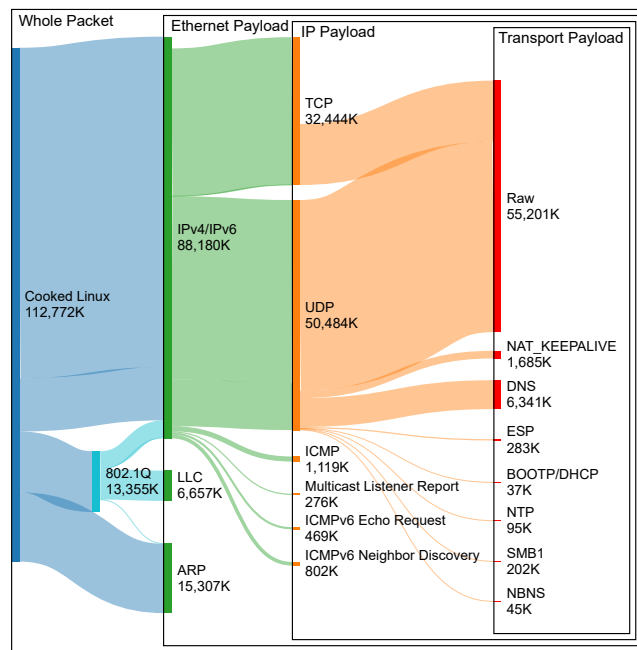 Whole Packet
Ethernet Payload
IP Payload
Transport Payload
Cooked Linux
112,772K
802.1Q
13,355K
IPv4/IPv6
88,180K
LLC
6,657K
ARP
15,307K
TCP
32,444K
UDP
50,484K
ICMP
1,119K
Multicast Listener Report
276K
ICMPv6 Echo Request
469K
ICMPv6 Neighbor Discovery
802K
Raw
55,201K
NAT_KEEPALIVE
1,685K
DNS
6,341K
ESP
283K
BOOTP/DHCP
37K
NTP
95K
SMB1
202K
NBNS
45K